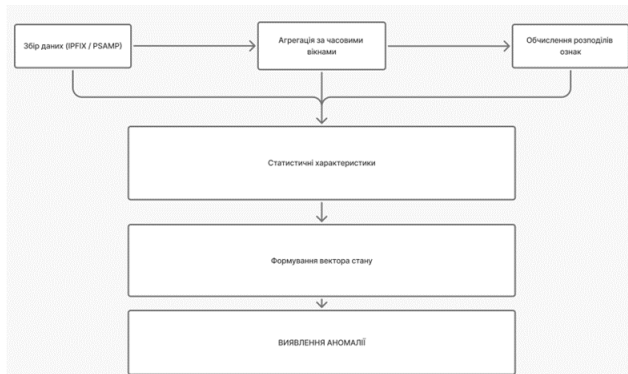 Збір даних (IPFIX / PSAMP)
Агрегація за часовими
вікнами
Обчислення розподілів
ознак
Статистичні характеристики
Формування вектора стану
ВИЯВЛЕННЯ АНОМАЛІЇ